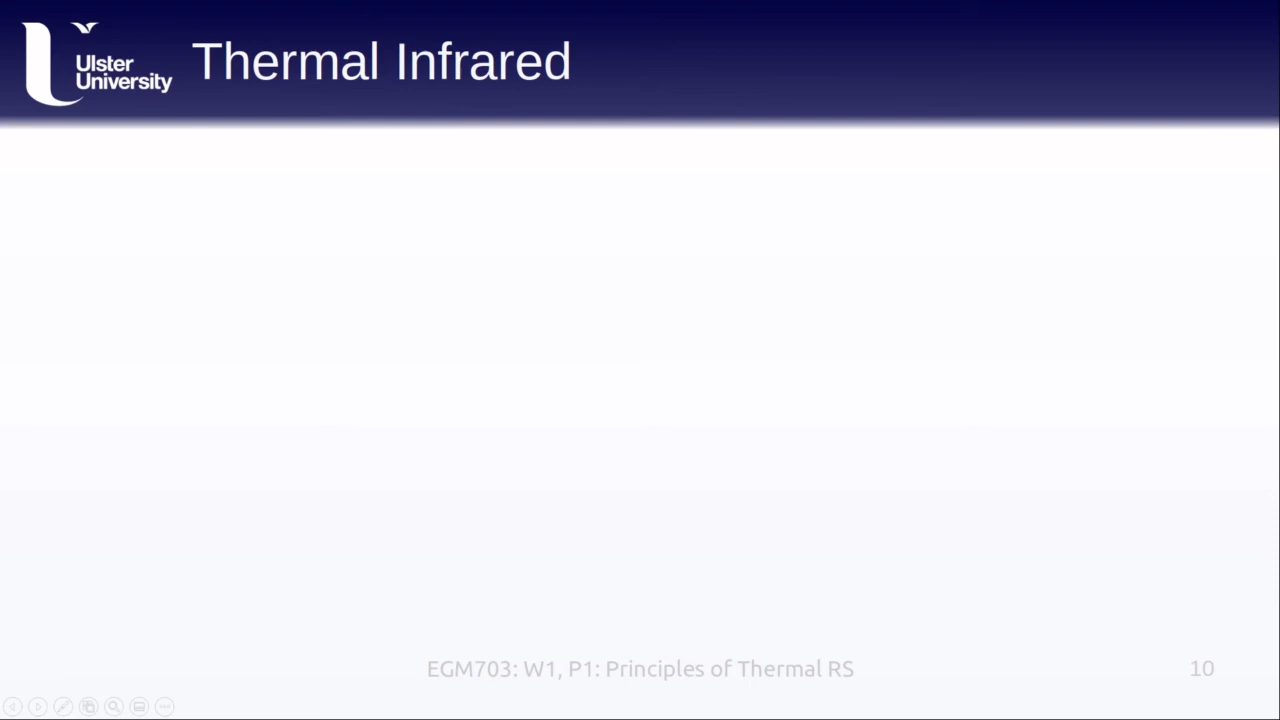 Ulster
University
Thermal Infrared
EGM703: W1, P1: Principles of Thermal RS
10